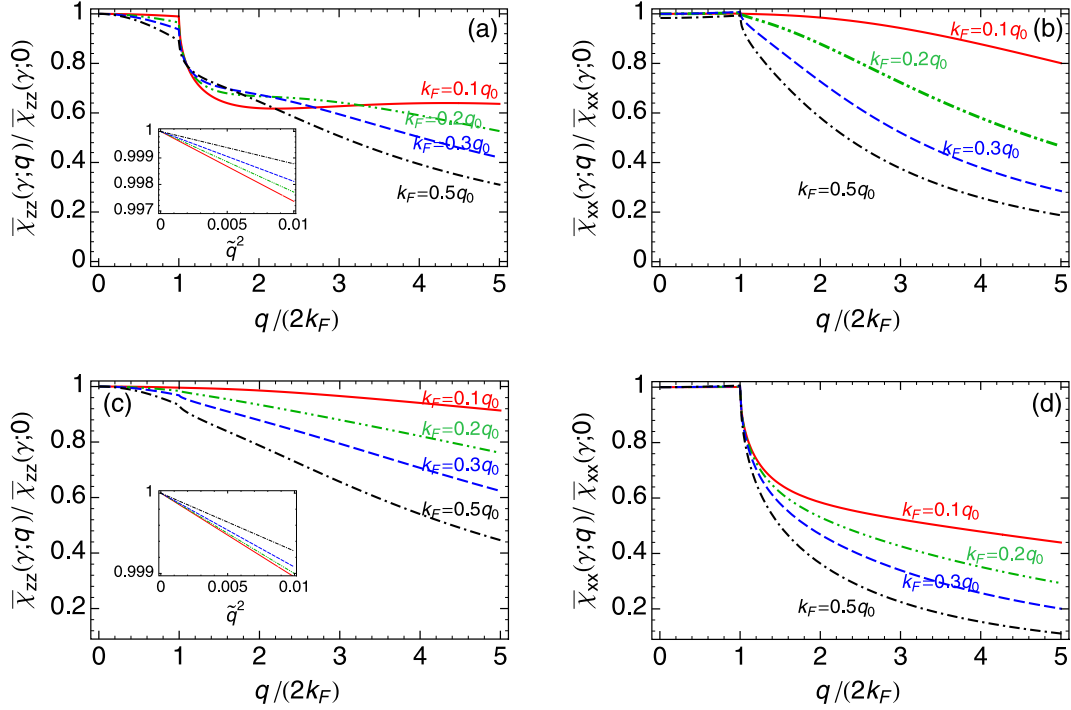 (a)
χ̅zz(γ;q)/ χ̅zz(γ;0)
1
0.8
0.6
0.4
0.2
0
kF=0.1q0
kF=0.2q0
kF=0.3q0
kF=0.5q0
1
0.999
0.998
0.997
0 0.005 0.01
q̃²
0 1 2 3 4 5
q/(2kF)
(b)
χ̅xx(γ;q)/ χ̅xx(γ;0)
1
0.8
0.6
0.4
0.2
0
kF=0.1q0
kF=0.2q0
kF=0.3q0
kF=0.5q0
0 1 2 3 4 5
q/(2kF)
(c)
χ̅zz(γ;q)/ χ̅zz(γ;0)
1
0.8
0.6
0.4
0.2
kF=0.1q0
kF=0.2q0
kF=0.3q0
kF=0.5q0
1
0.999
0 0.005 0.01
q̃²
0 1 2 3 4 5
q/(2kF)
(d)
χ̅xx(γ;q)/ χ̅xx(γ;0)
1
0.8
0.6
0.4
0.2
kF=0.1q0
kF=0.2q0
kF=0.3q0
kF=0.5q0
0 1 2 3 4 5
q/(2kF)